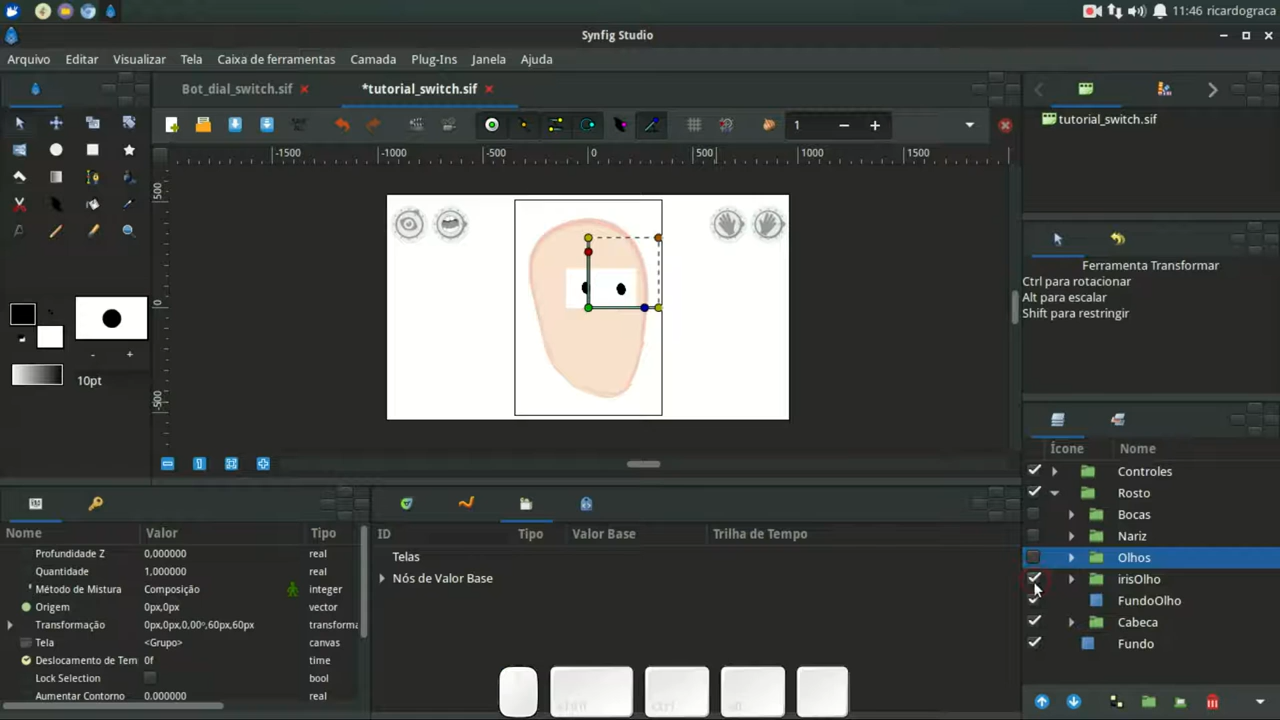 11:46 ricardograca
Synfig Studio
Arquivo Editar Visualizar Tela Caixa de ferramentas Camada Plug-Ins Janela Ajuda
Bot_dial_switch.sif *tutorial_switch.sif
1
-1500 -1000 -500 0 500 1000 1500
500
0
-500
10pt
tutorial_switch.sif
Ferramenta Transformar
Ctrl para rotacionar
Alt para escalar
Shift para restringir
Ícone Nome
Controles
Rosto
Bocas
Nariz
Olhos
irisOlho
FundoOlho
Cabeca
Fundo
Nome Valor Tipo
Profundidade Z 0,000000 real
Quantidade 1,000000 real
Método de Mistura Composição integer
Origem 0px,0px vector
Transformação 0px,0px,0,00º,60px,60px transforma
Tela <Grupo> canvas
Deslocamento de Tem 0f time
Lock Selection bool
Aumentar Contorno 0.000000 real
ID Tipo Valor Base Trilha de Tempo
Telas
Nós de Valor Base